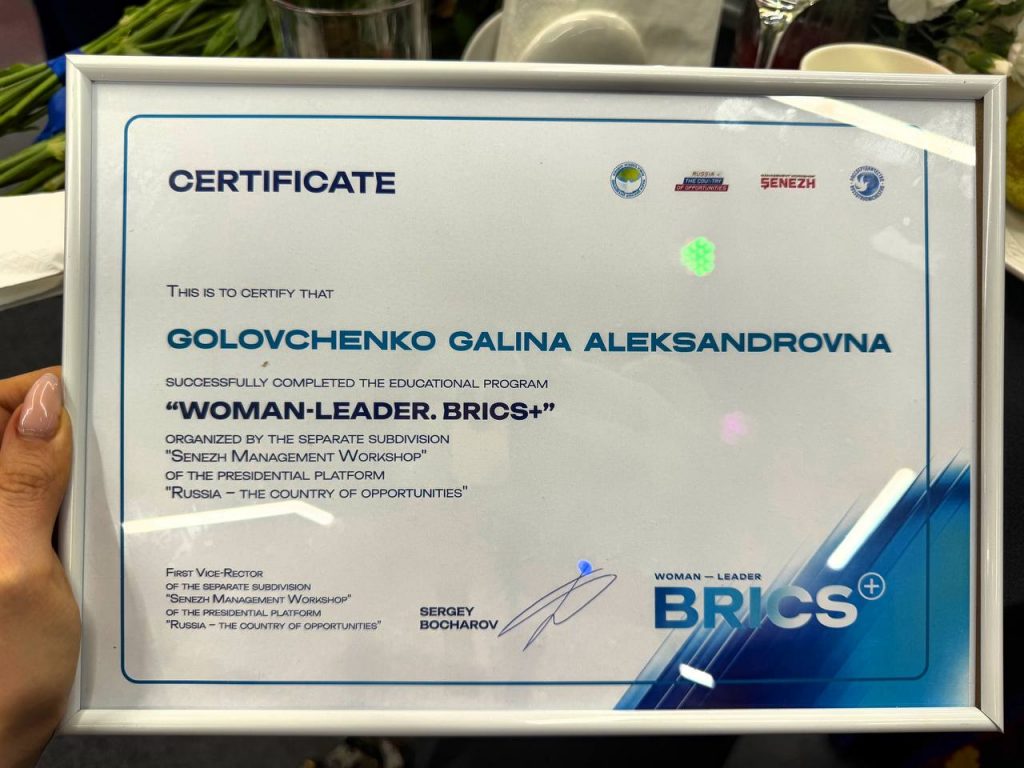 CERTIFICATE
RUSSIA –
THE COUNTRY
OF OPPORTUNITIES
MANAGEMENT WORKSHOP
SENEZH
THIS IS TO CERTIFY THAT
GOLOVCHENKO GALINA ALEKSANDROVNA
SUCCESSFULLY COMPLETED THE EDUCATIONAL PROGRAM
“WOMAN-LEADER. BRICS+”
ORGANIZED BY THE SEPARATE SUBDIVISION
"SENEZH MANAGEMENT WORKSHOP"
OF THE PRESIDENTIAL PLATFORM
"RUSSIA – THE COUNTRY OF OPPORTUNITIES"
FIRST VICE-RECTOR
OF THE SEPARATE SUBDIVISION
"SENEZH MANAGEMENT WORKSHOP"
OF THE PRESIDENTIAL PLATFORM
"RUSSIA – THE COUNTRY OF OPPORTUNITIES"
SERGEY
BOCHAROV
WOMAN — LEADER
BRICS+